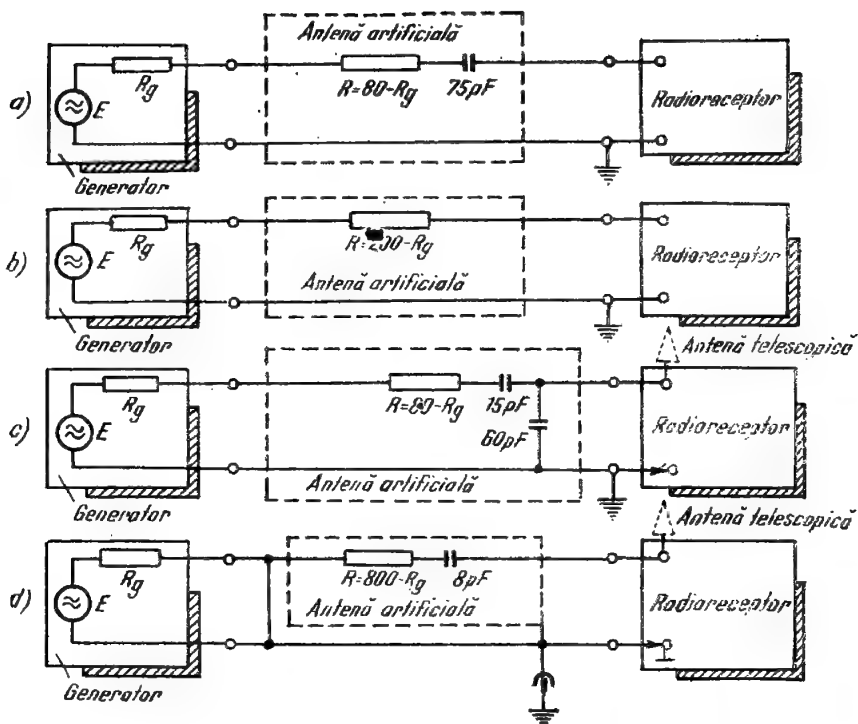 a)
E
Rg
Generator
Antenă artificială
R=80-Rg
75pF
Radioreceptor
b)
E
Rg
Generator
R=200-Rg
Antenă artificială
Radioreceptor
c)
E
Rg
Generator
R=80-Rg
15pF
60pF
Antenă artificială
Antenă telescopică
Radioreceptor
d)
E
Rg
Generator
R=800-Rg
8pF
Antenă artificială
Antenă telescopică
Radioreceptor